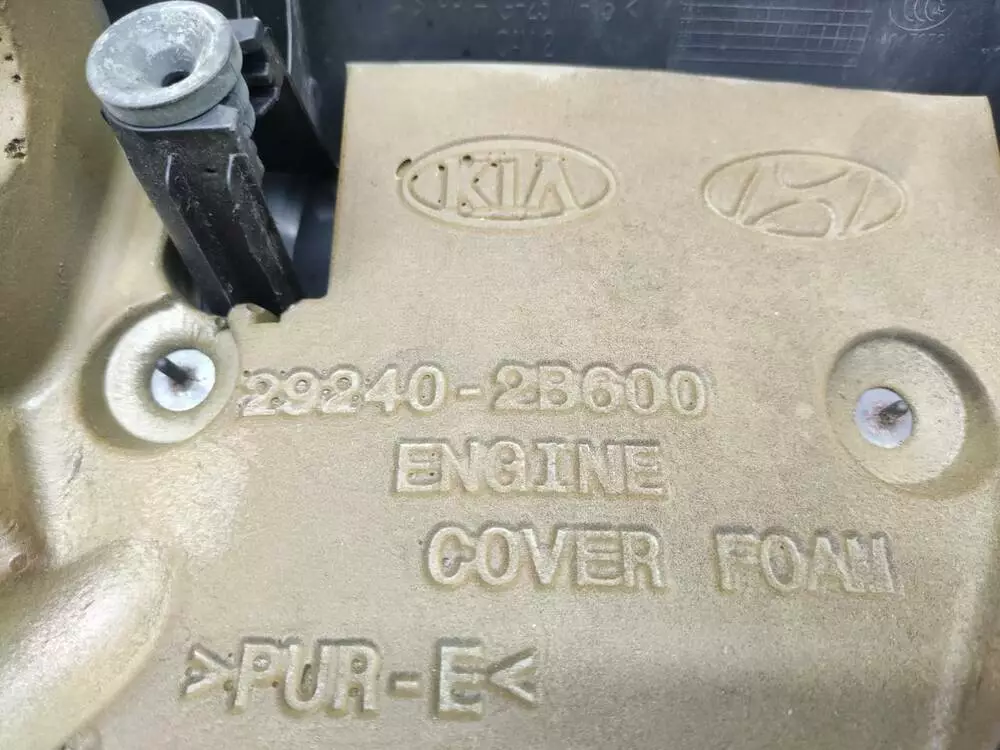 KIA
29240-2B600
ENGINE
COVER FOAM
>PUR-E<